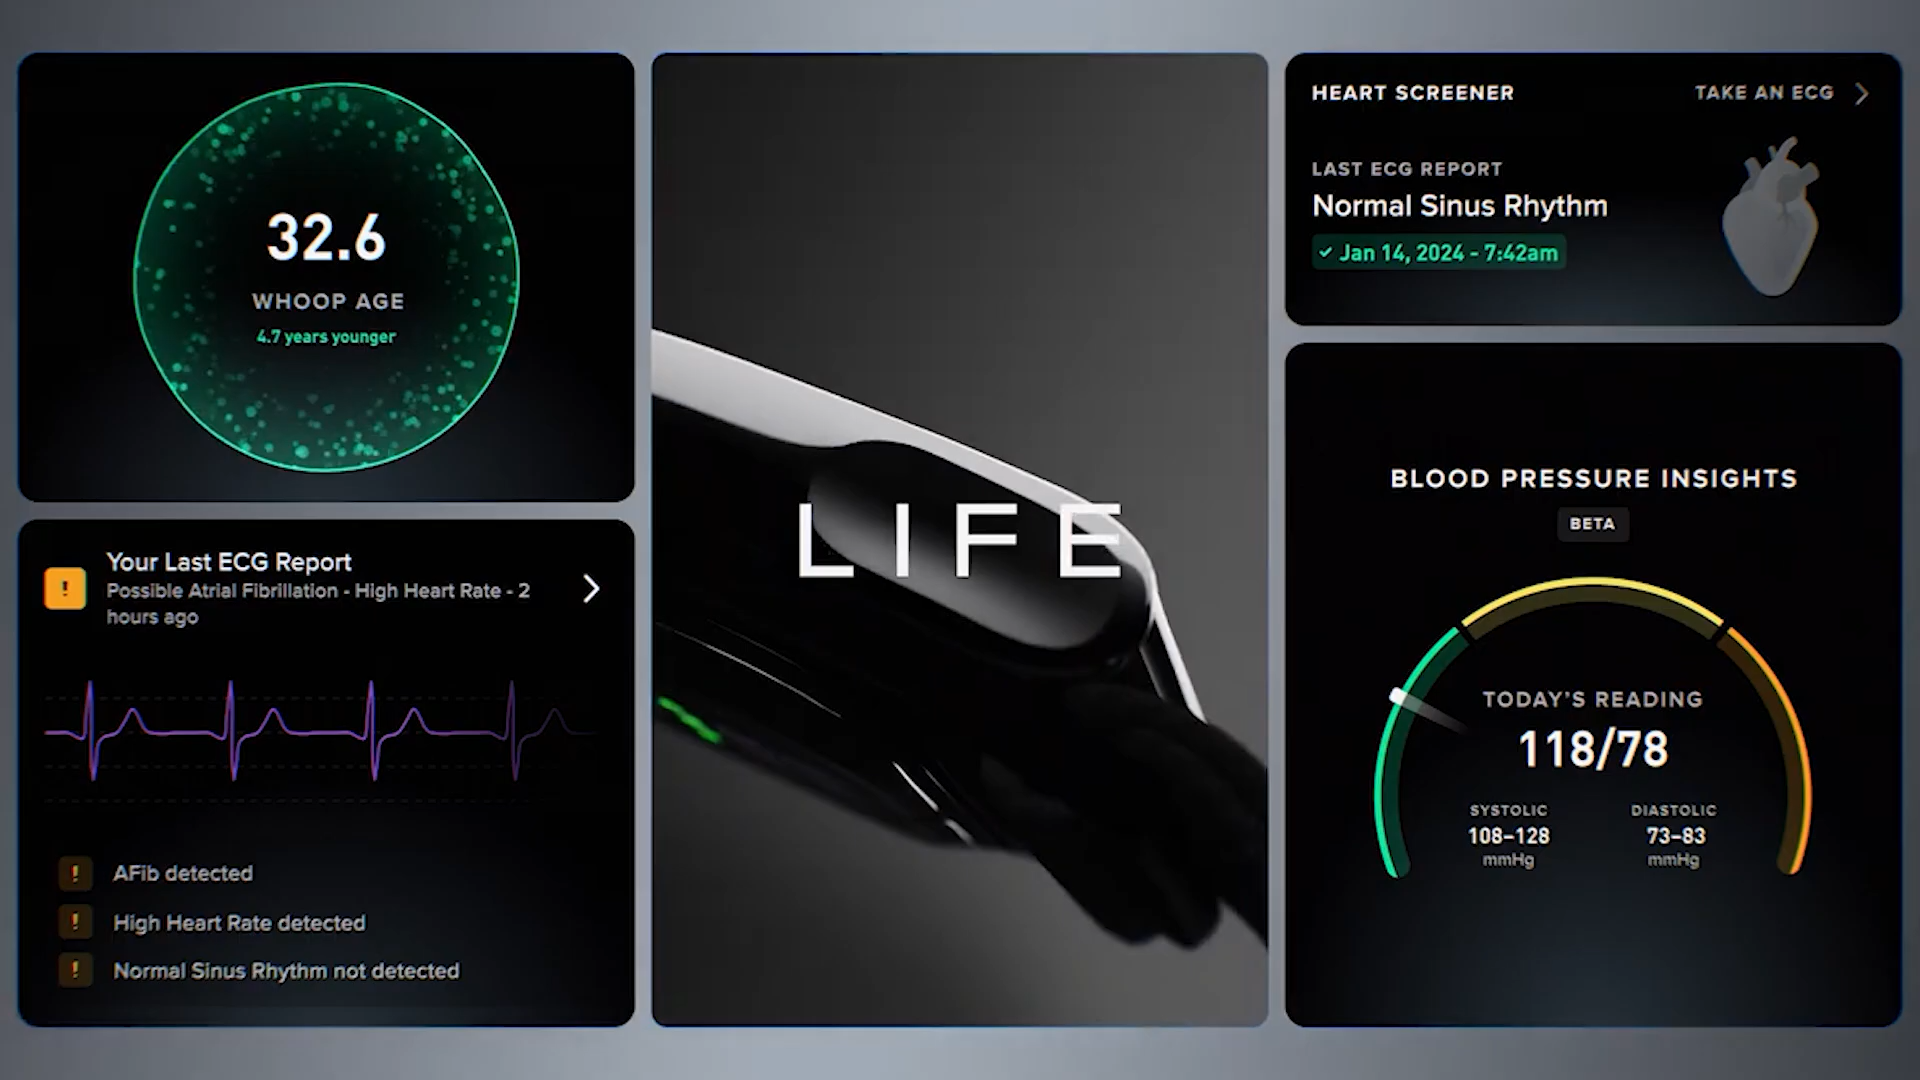 32.6
WHOOP AGE
4.7 years younger
Your Last ECG Report
Possible Atrial Fibrillation - High Heart Rate - 2
hours ago
! AFib detected
! High Heart Rate detected
! Normal Sinus Rhythm not detected
LIFE
HEART SCREENER
TAKE AN ECG
LAST ECG REPORT
Normal Sinus Rhythm
Jan 14, 2024 - 7:42am
BLOOD PRESSURE INSIGHTS
BETA
TODAY'S READING
118/78
SYSTOLIC
108–128
mmHg
DIASTOLIC
73–83
mmHg